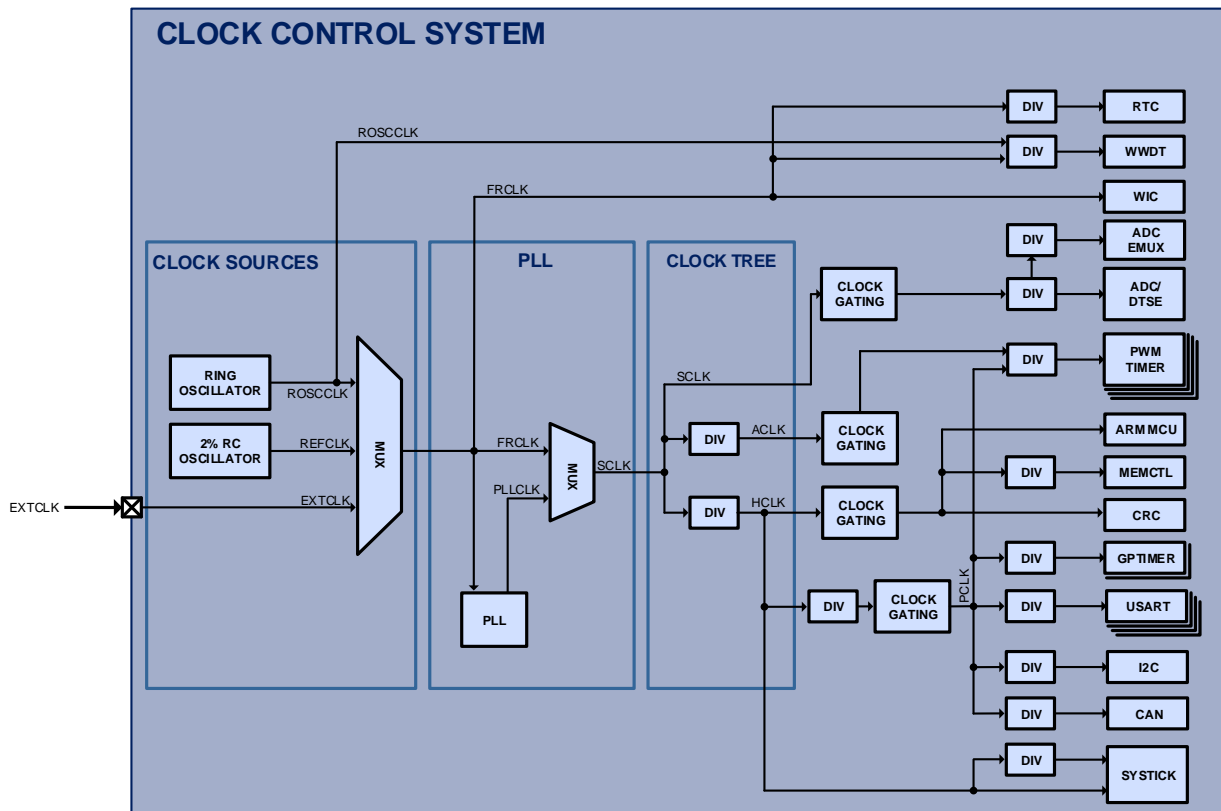 CLOCK CONTROL SYSTEM
DIV
RTC
ROSCCLK
DIV
WWDT
FRCLK
WIC
CLOCK SOURCES
PLL
CLOCK TREE
DIV
ADC
EMUX
CLOCK
GATING
DIV
ADC/
DTSE
RING
OSCILLATOR
ROSCCLK
SCLK
DIV
PWM
TIMER
2% RC
OSCILLATOR
REFCLK
MUX
FRCLK
MUX
SCLK
DIV
ACLK
CLOCK
GATING
ARM MCU
DIV
MEMCTL
EXTCLK
EXTCLK
PLLCLK
DIV
HCLK
CLOCK
GATING
CRC
DIV
GPTIMER
PLL
DIV
CLOCK
GATING
PCLK
DIV
USART
DIV
I2C
DIV
CAN
DIV
SYSTICK